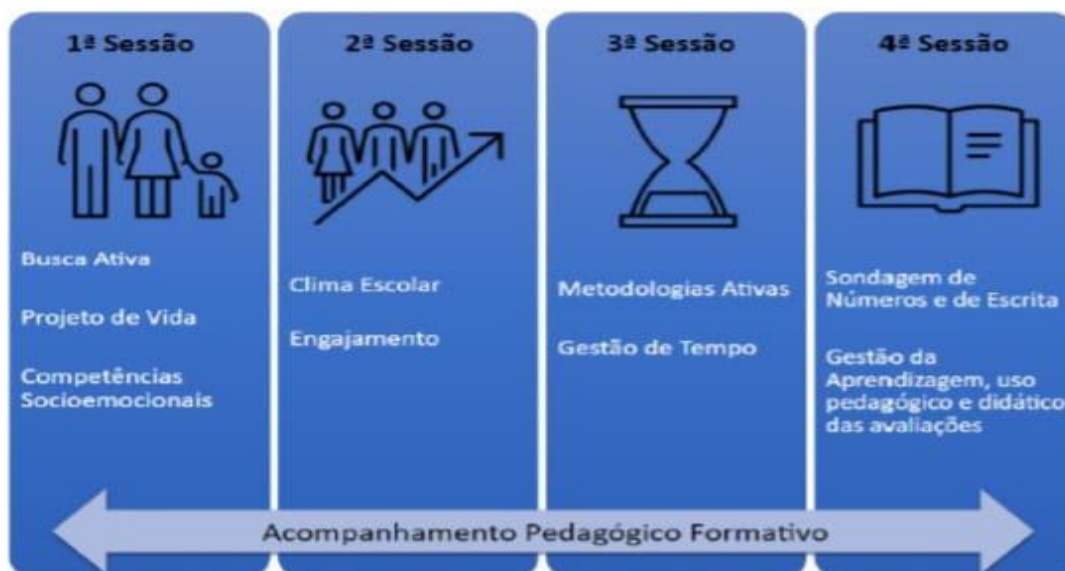 1ª Sessão
Busca Ativa
Projeto de Vida
Competências
Socioemocionais
2ª Sessão
Clima Escolar
Engajamento
3ª Sessão
Metodologias Ativas
Gestão de Tempo
4ª Sessão
Sondagem de
Números e de Escrita
Gestão da
Aprendizagem, uso
pedagógico e didático
das avaliações
Acompanhamento Pedagógico Formativo